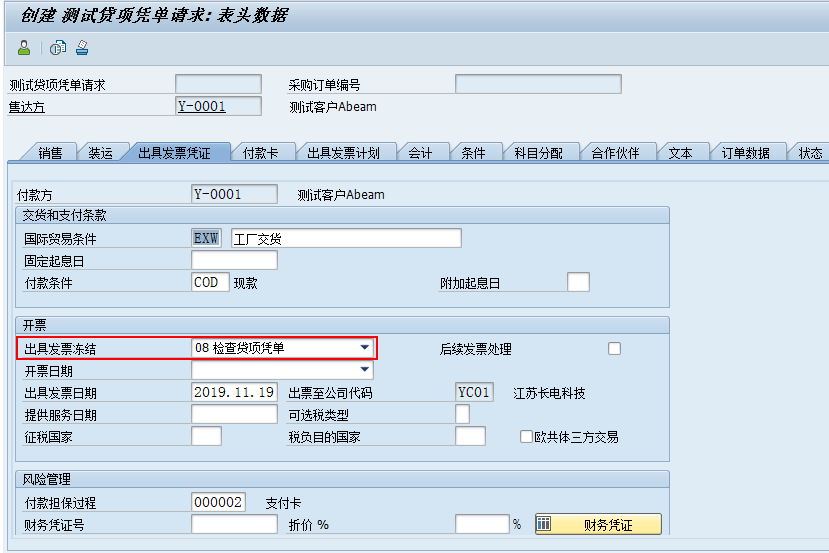 创建 测试贷项凭单请求: 表头数据
测试贷项凭单请求 采购订单编号
售达方 Y-0001 测试客户Abeam
销售 装运 出具发票凭证 付款卡 出具发票计划 会计 条件 科目分配 合作伙伴 文本 订单数据 状态
付款方 Y-0001 测试客户Abeam
交货和支付条款
国际贸易条件 EXW 工厂交货
固定起息日
付款条件 COD 现款 附加起息日
开票
出具发票冻结 08 检查贷项凭单 后续发票处理
开票日期
出具发票日期 2019.11.19 出票至公司代码 YC01 江苏长电科技
提供服务日期 可选税类型
征税国家 税负目的国家 欧共体三方交易
风险管理
付款担保过程 000002 支付卡
财务凭证号 折价 % % 财务凭证